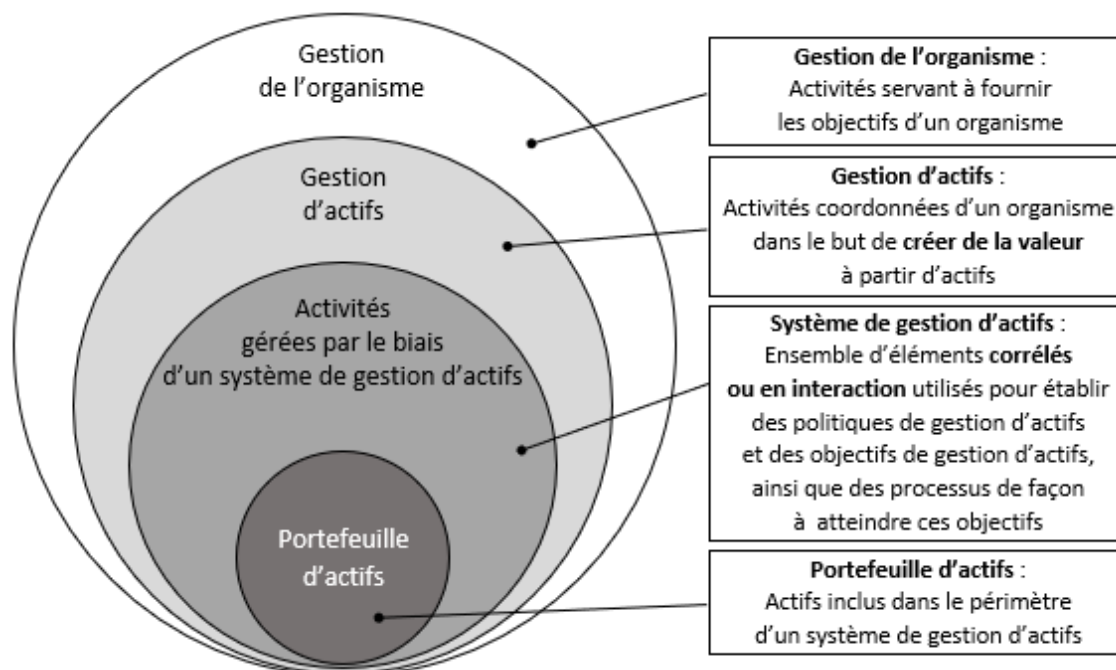 Gestion
de l’organisme
Gestion
d’actifs
Activités
gérées par le biais
d’un système de gestion d’actifs
Portefeuille
d’actifs
Gestion de l’organisme :
Activités servant à fournir
les objectifs d’un organisme
Gestion d’actifs :
Activités coordonnées d’un organisme
dans le but de créer de la valeur
à partir d’actifs
Système de gestion d’actifs :
Ensemble d’éléments corrélés
ou en interaction utilisés pour établir
des politiques de gestion d’actifs
et des objectifs de gestion d’actifs,
ainsi que des processus de façon
à atteindre ces objectifs
Portefeuille d’actifs :
Actifs inclus dans le périmètre
d’un système de gestion d’actifs